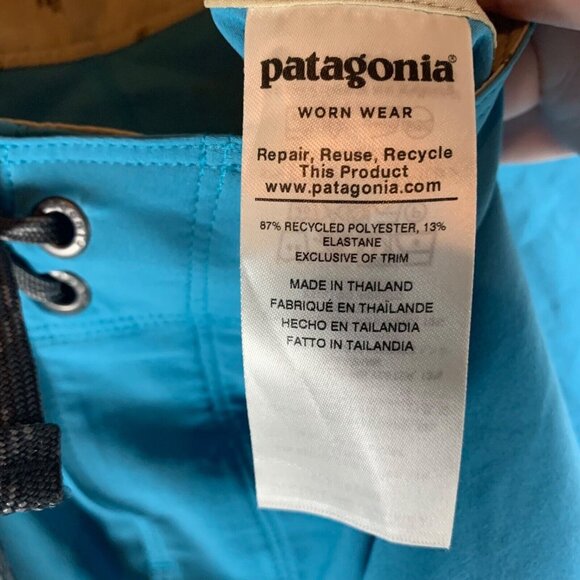 patagonia®
WORN WEAR
Repair, Reuse, Recycle
This Product
www.patagonia.com
87% RECYCLED POLYESTER, 13%
ELASTANE
EXCLUSIVE OF TRIM
MADE IN THAILAND
FABRIQUÉ EN THAÏLANDE
HECHO EN TAILANDIA
FATTO IN TAILANDIA